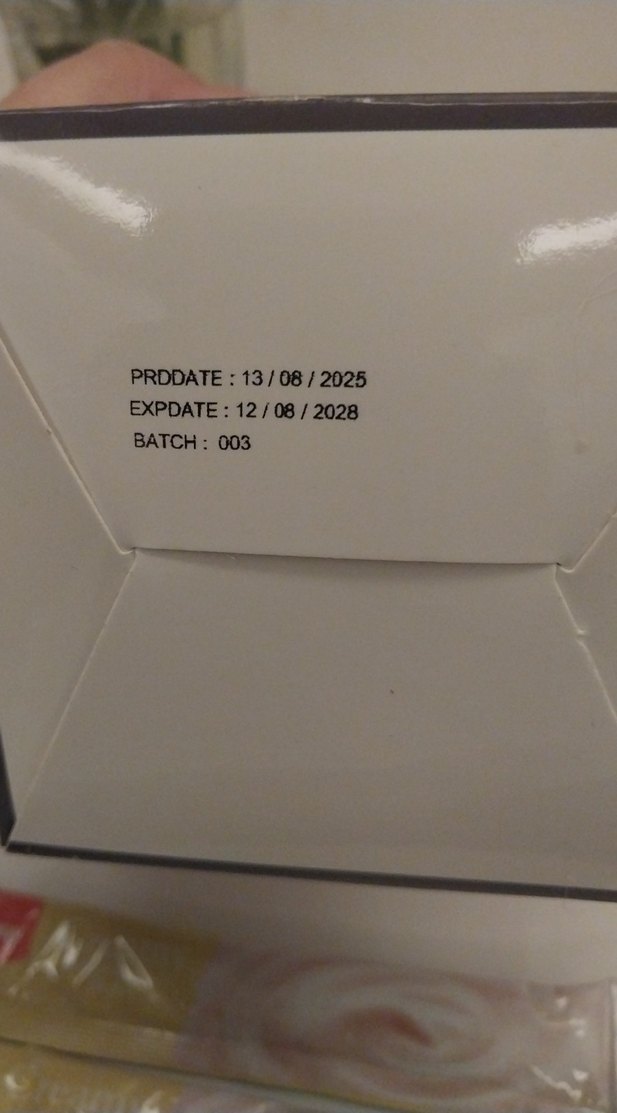 PRDDATE : 13 / 08 / 2025
EXPDATE : 12 / 08 / 2028
BATCH : 003